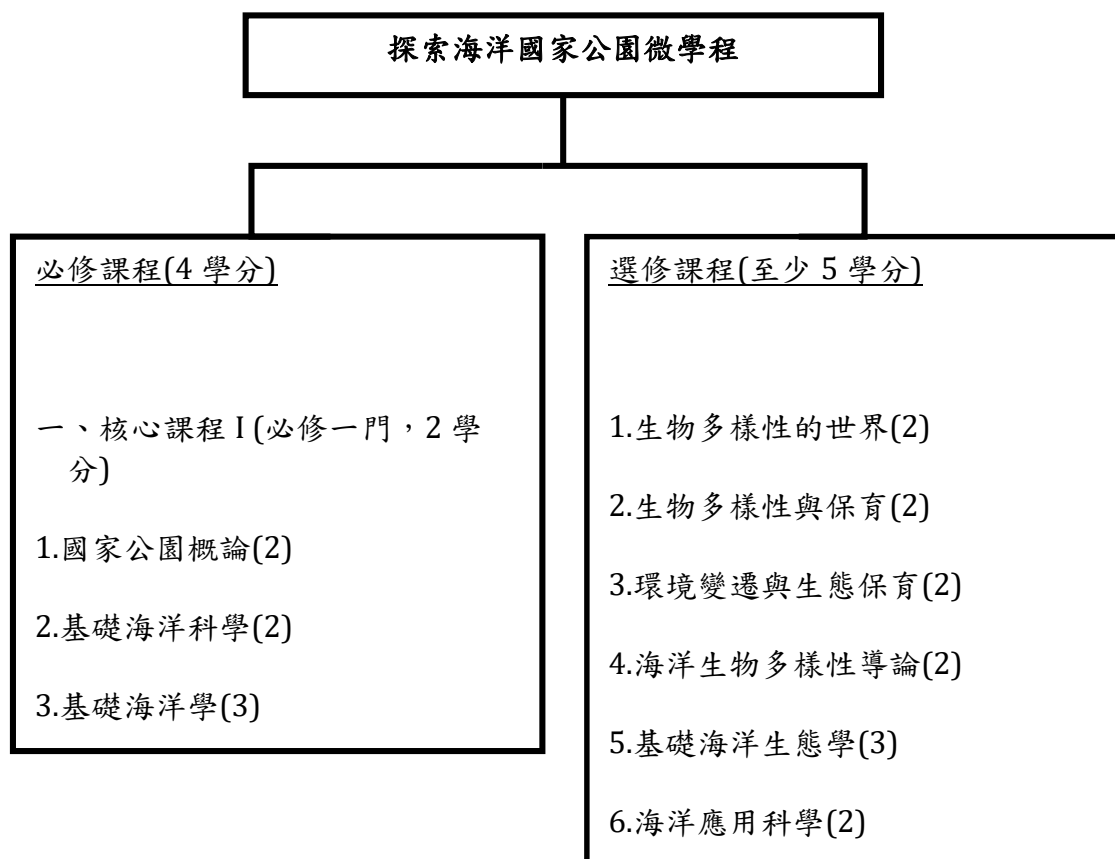 探索海洋國家公園微學程
必修課程(4 學分)
一、核心課程 I (必修一門，2 學
分)
1.國家公園概論(2)
2.基礎海洋科學(2)
3.基礎海洋學(3)
選修課程(至少 5 學分)
1.生物多樣性的世界(2)
2.生物多樣性與保育(2)
3.環境變遷與生態保育(2)
4.海洋生物多樣性導論(2)
5.基礎海洋生態學(3)
6.海洋應用科學(2)